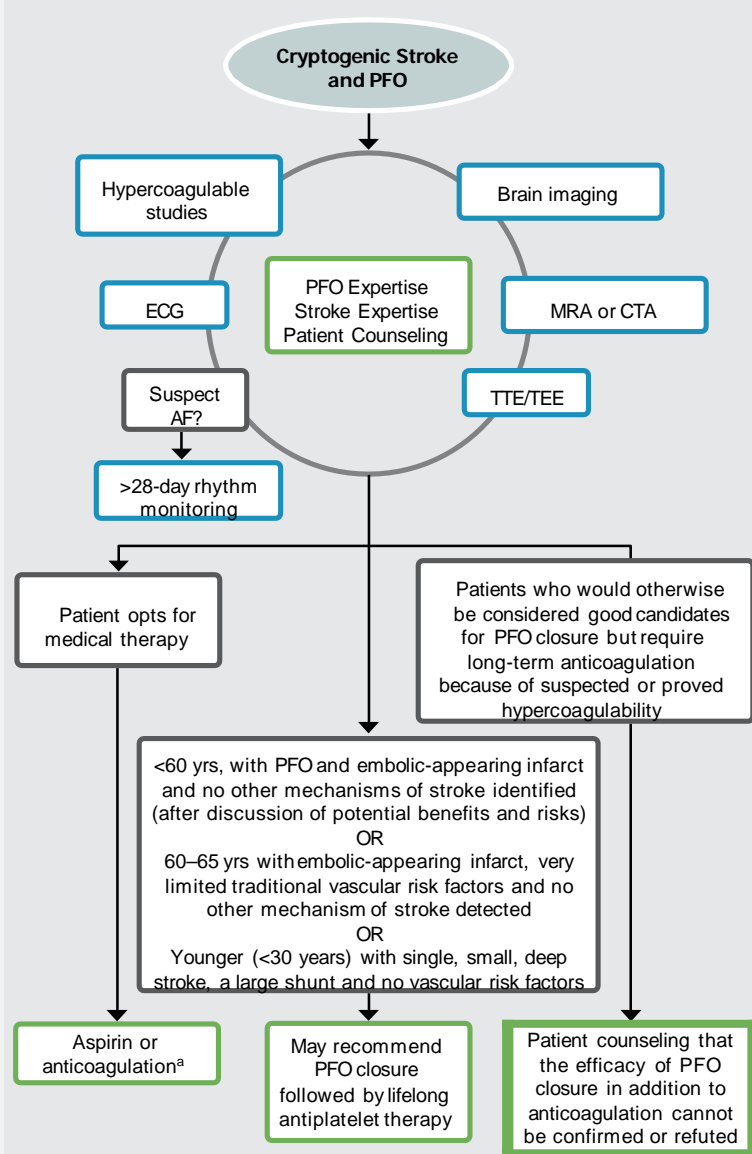 Cryptogenic Stroke
and PFO
Hypercoagulable
studies
Brain imaging
ECG
PFO Expertise
Stroke Expertise
Patient Counseling
MRA or CTA
Suspect
AF?
TTE/TEE
>28-day rhythm
monitoring
Patient opts for
medical therapy
Patients who would otherwise
be considered good candidates
for PFO closure but require
long-term anticoagulation
because of suspected or proved
hypercoagulability
<60 yrs, with PFO and embolic-appearing infarct
and no other mechanisms of stroke identified
(after discussion of potential benefits and risks)
OR
60–65 yrs with embolic-appearing infarct, very
limited traditional vascular risk factors and no
other mechanism of stroke detected
OR
Younger (<30 years) with single, small, deep
stroke, a large shunt and no vascular risk factors
Aspirin or
anticoagulationᵃ
May recommend
PFO closure
followed by lifelong
antiplatelet therapy
Patient counseling that
the efficacy of PFO
closure in addition to
anticoagulation cannot
be confirmed or refuted